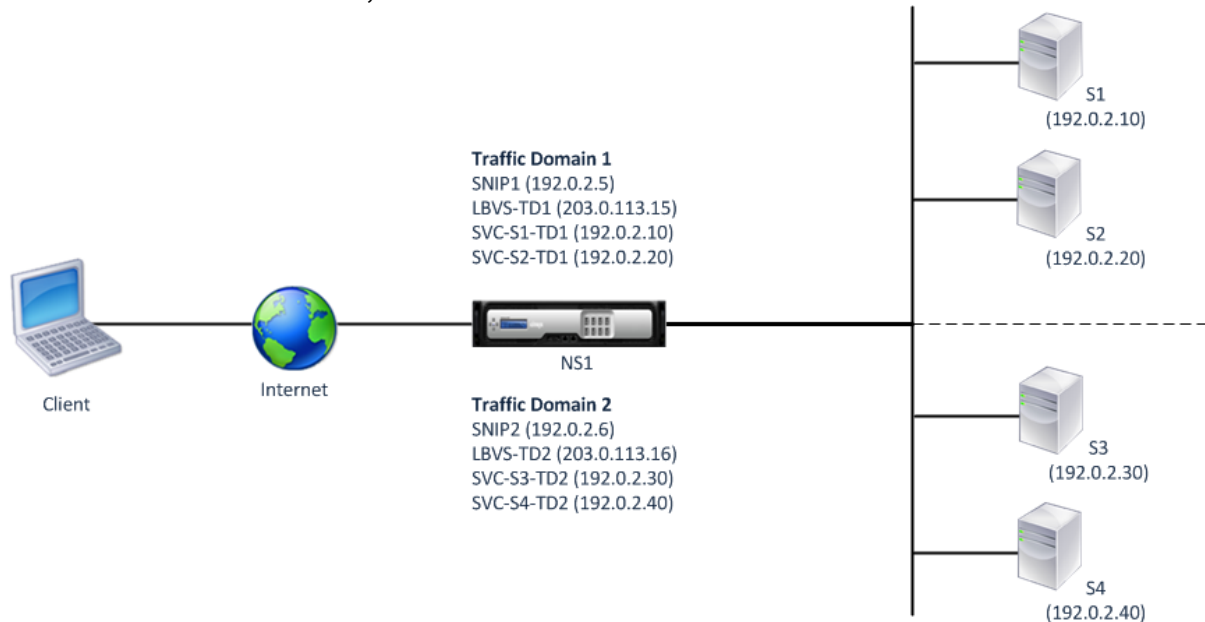 S1
(192.0.2.10)
S2
(192.0.2.20)
Traffic Domain 1
SNIP1 (192.0.2.5)
LBVS-TD1 (203.0.113.15)
SVC-S1-TD1 (192.0.2.10)
SVC-S2-TD1 (192.0.2.20)
Client
Internet
NS1
Traffic Domain 2
SNIP2 (192.0.2.6)
LBVS-TD2 (203.0.113.16)
SVC-S3-TD2 (192.0.2.30)
SVC-S4-TD2 (192.0.2.40)
S3
(192.0.2.30)
S4
(192.0.2.40)